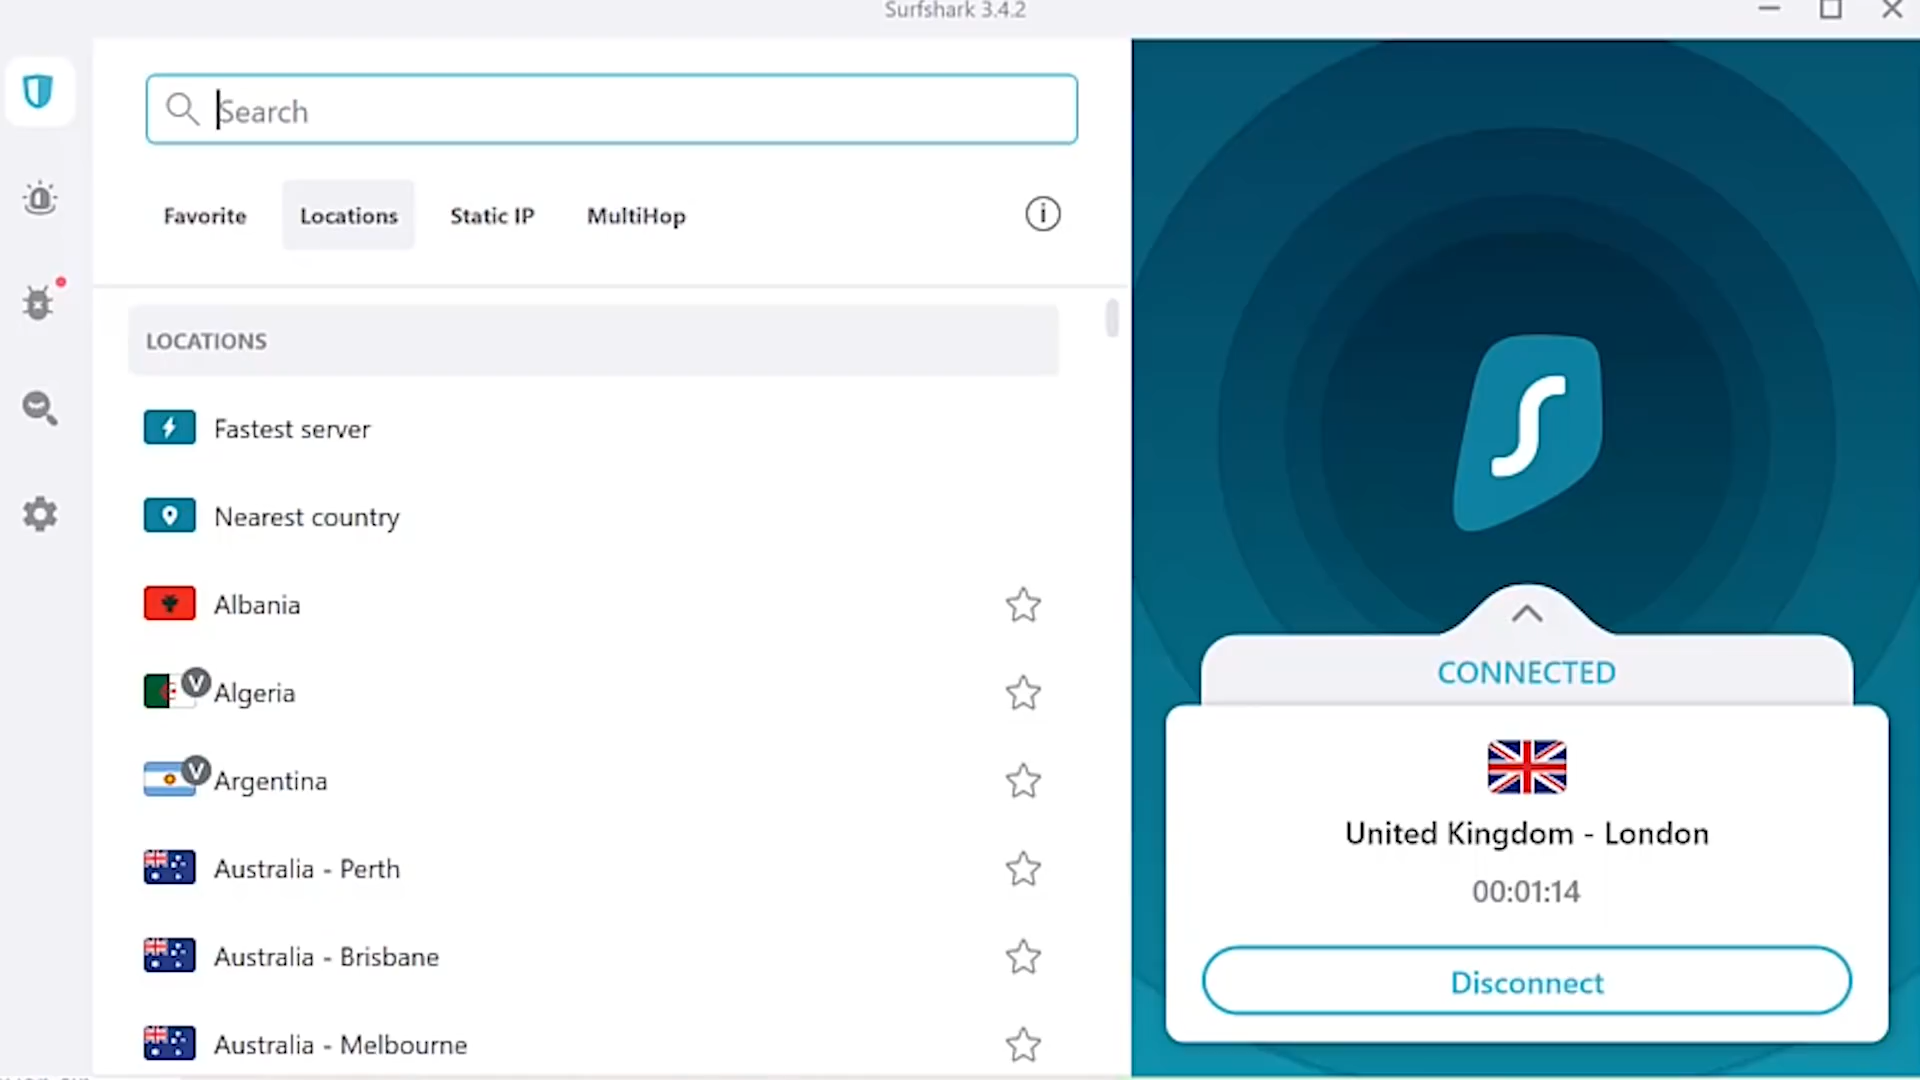 Surfshark 3.4.2
Search
Favorite Locations Static IP MultiHop
LOCATIONS
Fastest server
Nearest country
Albania
V Algeria
V Argentina
Australia - Perth
Australia - Brisbane
Australia - Melbourne
CONNECTED
United Kingdom - London
00:01:14
Disconnect